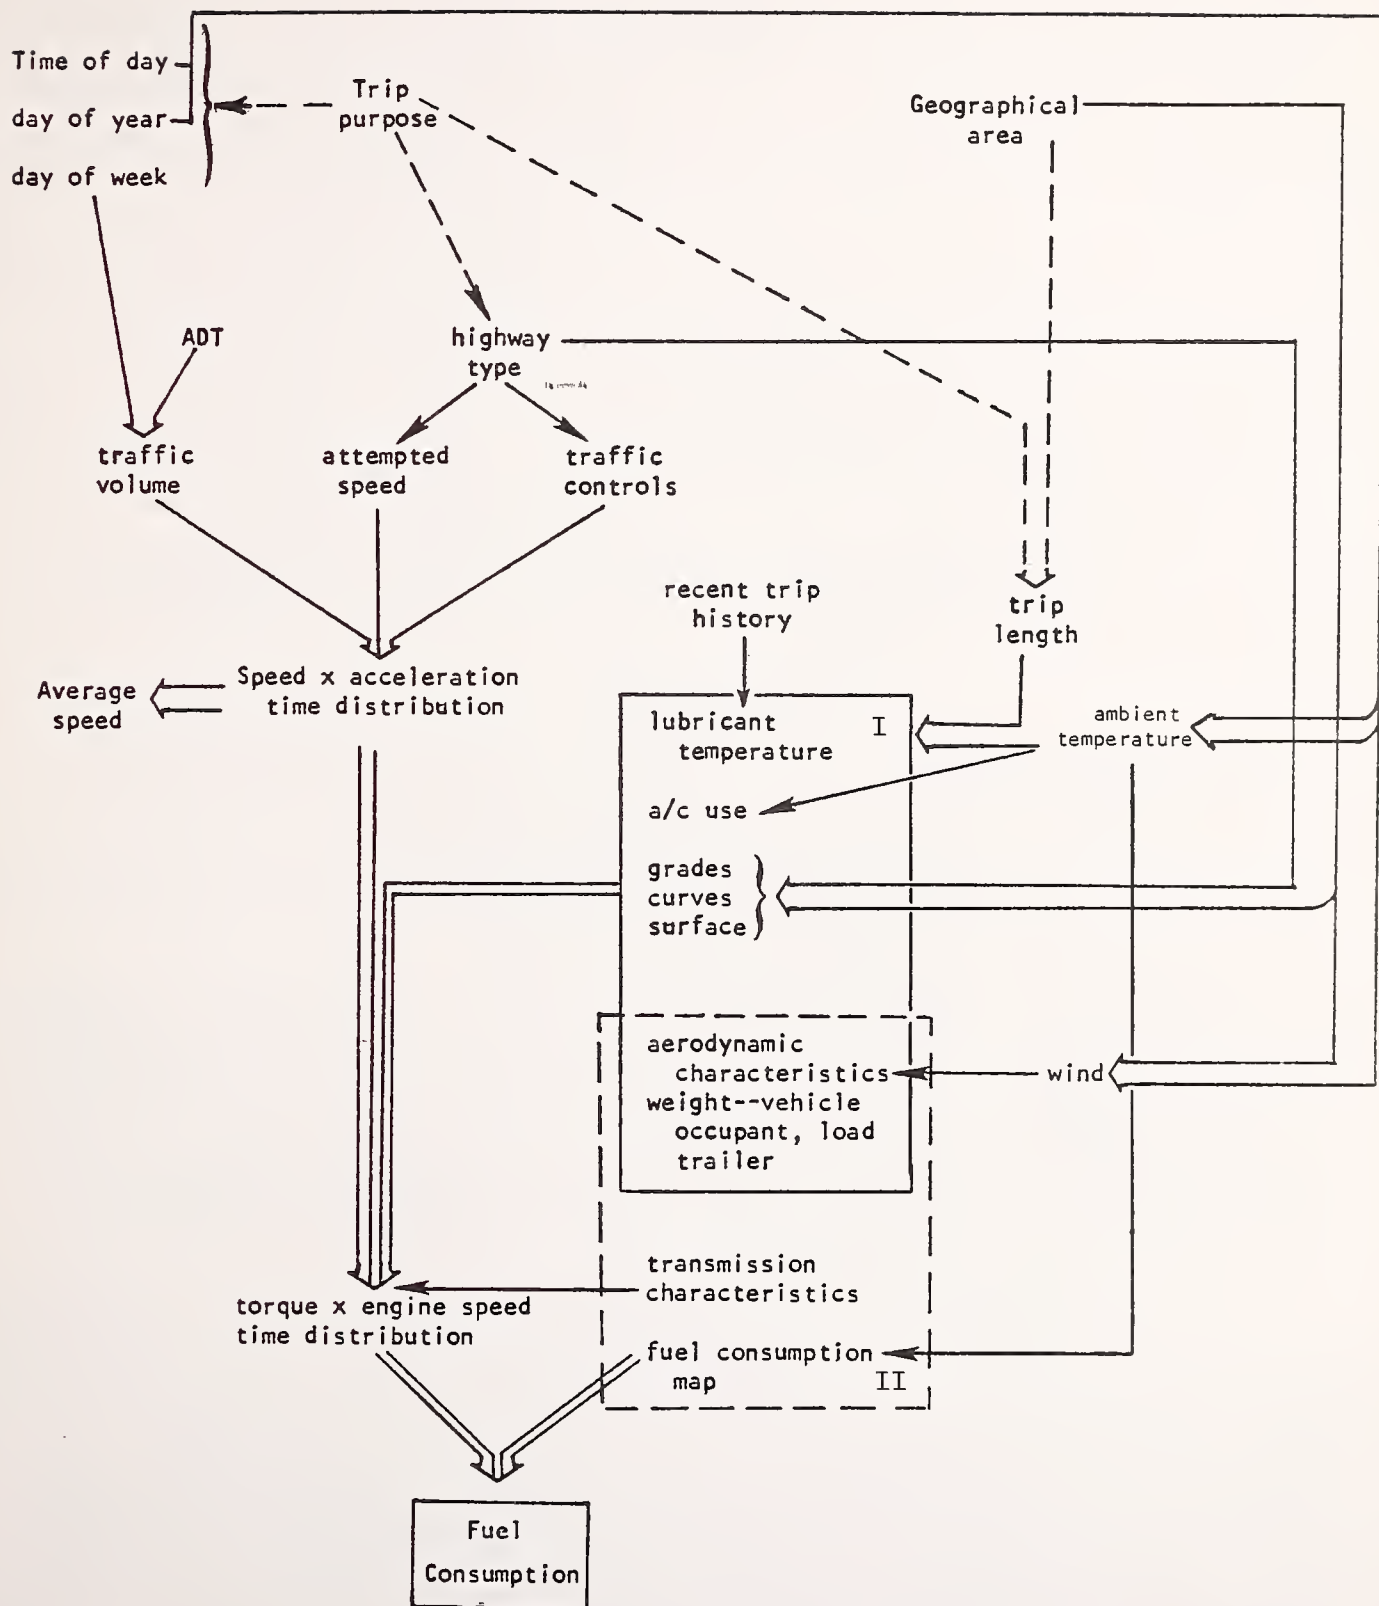 Time of day
day of year
day of week
Trip
purpose
Geographical
area
ADT
highway
type
traffic
volume
attempted
speed
traffic
controls
recent trip
history
trip
length
Average
speed
Speed x acceleration
time distribution
lubricant
temperature
I
ambient
temperature
a/c use
grades
curves
surface
aerodynamic
characteristics
wind
weight--vehicle
occupant, load
trailer
transmission
characteristics
torque x engine speed
time distribution
fuel consumption
map
II
Fuel
Consumption